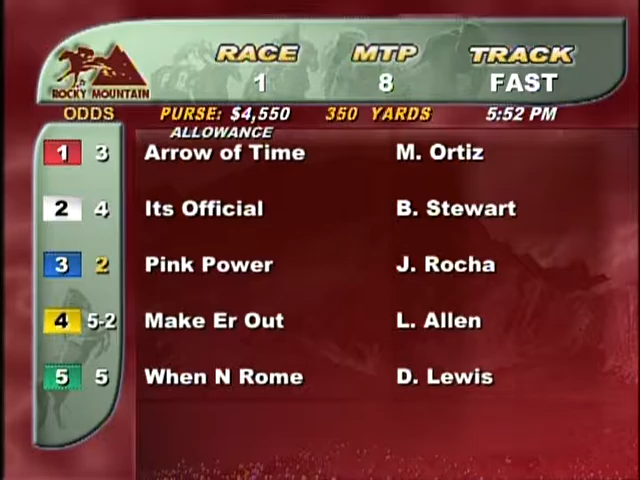 RACE MTP TRACK
1 8 FAST
ROCKY MOUNTAIN
ODDS PURSE: $4,550 350 YARDS 5:52 PM
ALLOWANCE
1 3 Arrow of Time M. Ortiz
2 4 Its Official B. Stewart
3 2 Pink Power J. Rocha
4 5-2 Make Er Out L. Allen
5 5 When N Rome D. Lewis